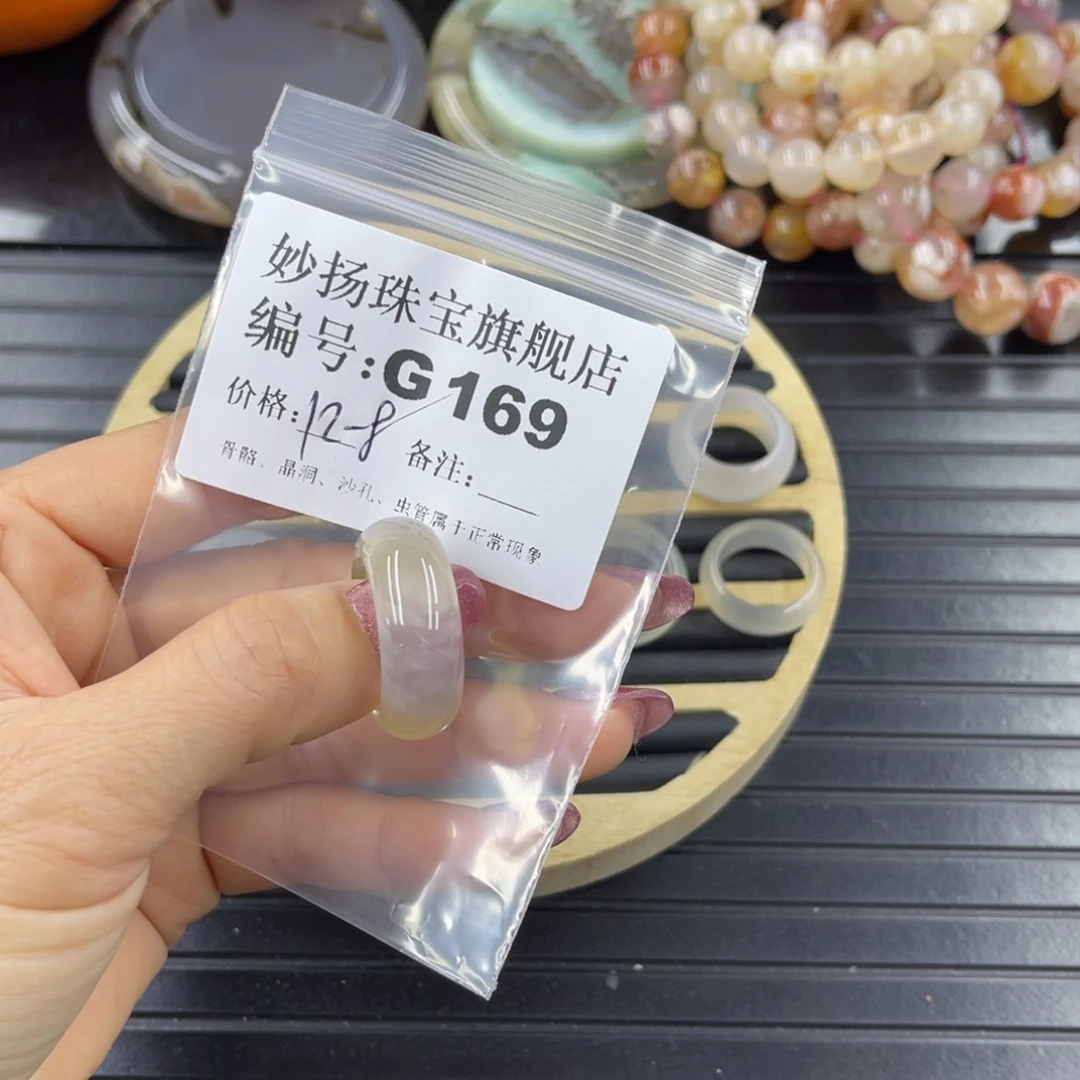 妙扬珠宝旗舰店
编号:G169
价格:128 备注:
骨骼、晶洞、沙孔、虫管属于正常现象